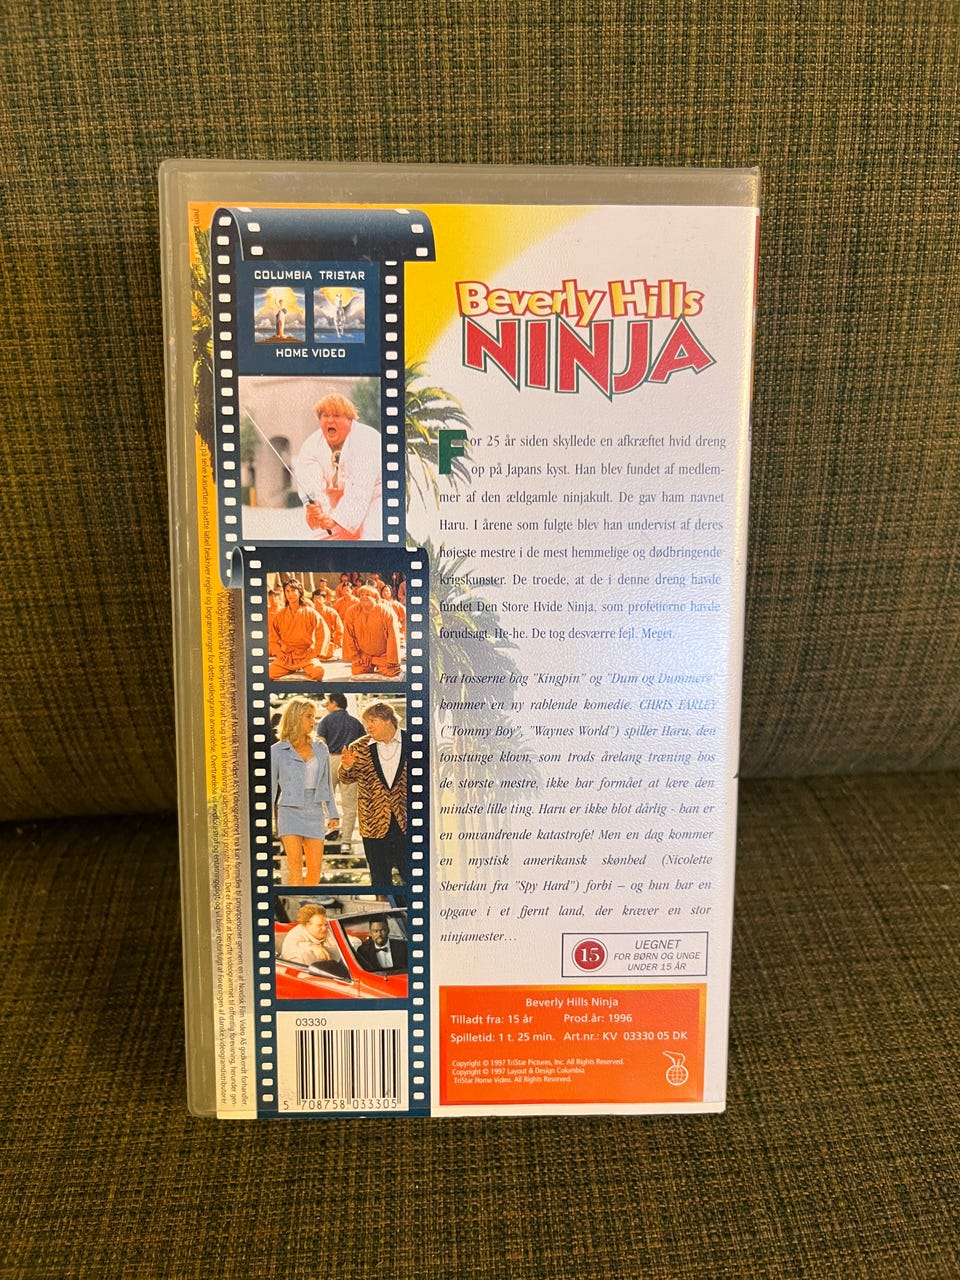 COLUMBIA TRISTAR
HOME VIDEO
Beverly Hills
NINJA
For 25 år siden skyllede en afkræftet hvid dreng
op på Japans kyst. Han blev fundet af medlem-
mer af den ældgamle ninjakult. De gav ham navnet
Haru. I årene som fulgte blev han undervist af deres
højeste mestre i de mest hemmelige og dødbringende
krigskunster. De troede, at de i denne dreng havde
fundet Den Store Hvide Ninja, som profetierne havde
forudsagt. He-he. De tog desværre fejl. Meget.
Fra tosserne bag "Kingpin" og "Dum og Dummere"
kommer en ny rablende komedie. CHRIS FARLEY
("Tommy Boy", "Waynes World") spiller Haru, den
tonstunge klovn, som trods årelang træning hos
de største mestre, ikke har formået at lære den
mindste lille ting. Haru er ikke blot dårlig - han er
en omvandrende katastrofe! Men en dag kommer
en mystisk amerikansk skønhed (Nicolette
Sheridan fra "Spy Hard") forbi – og hun har en
opgave i et fjernt land, der kræver en stor
ninjamester...
15
UEGNET
FOR BØRN OG UNGE
UNDER 15 ÅR
Beverly Hills Ninja
Tilladt fra: 15 år Prod.år: 1996
Spilletid: 1 t. 25 min. Art.nr.: KV 03330 05 DK
Copyright © 1997 TriStar Pictures, Inc. All Rights Reserved.
Copyright © 1997 Layout & Design Columbia
TriStar Home Video. All Rights Reserved.
03330
5 708758 033305